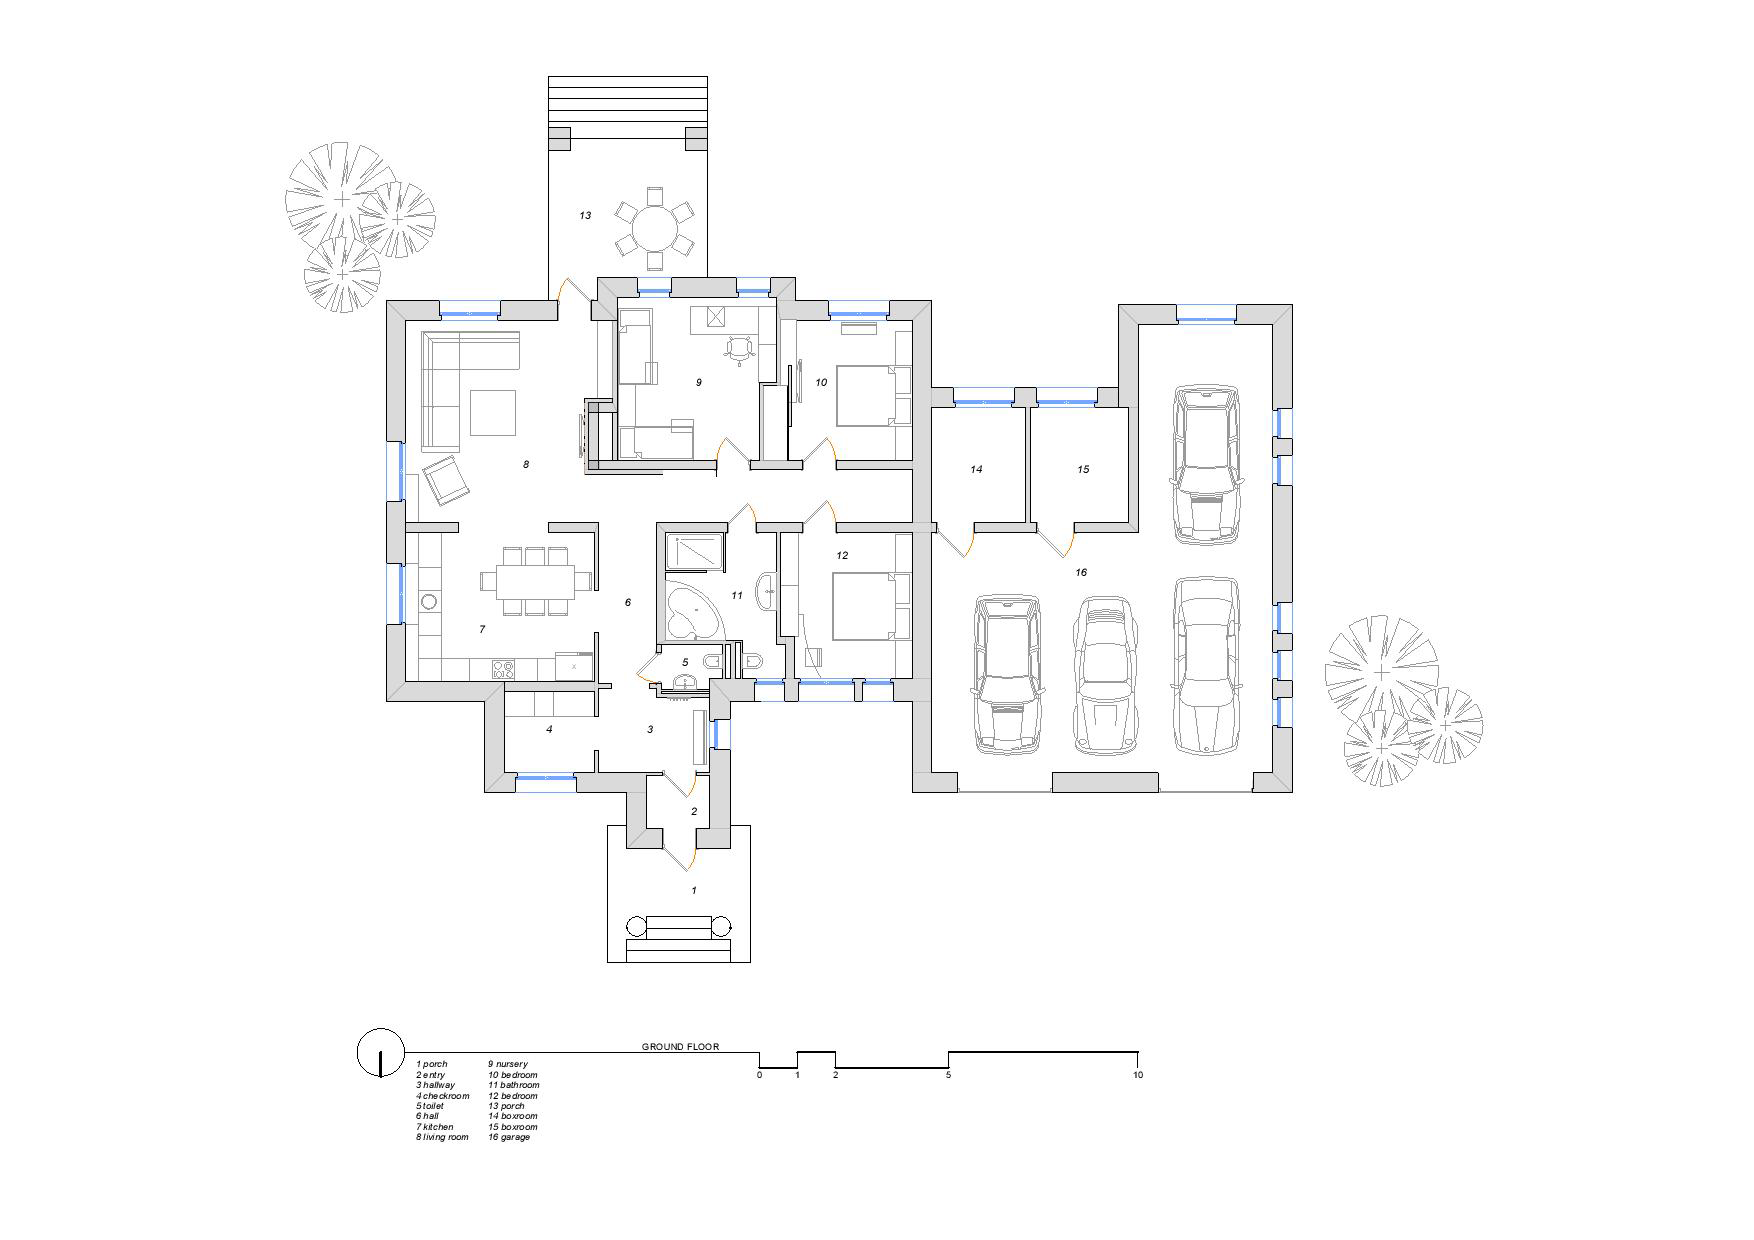 13
9
10
8
14
15
12
16
11
6
7
5
4
3
2
1
GROUND FLOOR
0 1 2 5 10
1 porch 9 nursery
2 entry 10 bedroom
3 hallway 11 bathroom
4 checkroom 12 bedroom
5 toilet 13 porch
6 hall 14 boxroom
7 kitchen 15 boxroom
8 living room 16 garage